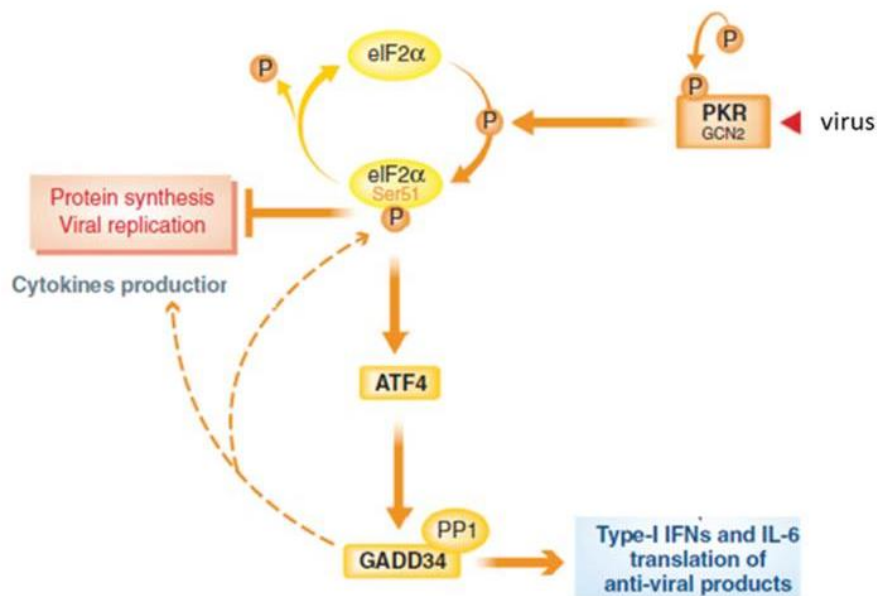 P
eIF2α
P
P
P
PKR
GCN2
virus
eIF2α
Ser51
P
Protein synthesis
Viral replication
Cytokines productior
ATF4
PP1
GADD34
Type-I IFNs and IL-6
translation of
anti-viral products